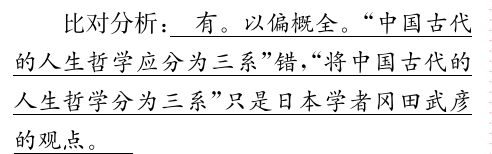 比对分析：有。以偏概全。“中国古代
的人生哲学应分为三系”错，“将中国古代的
人生哲学分为三系”只是日本学者冈田武彦
的观点。